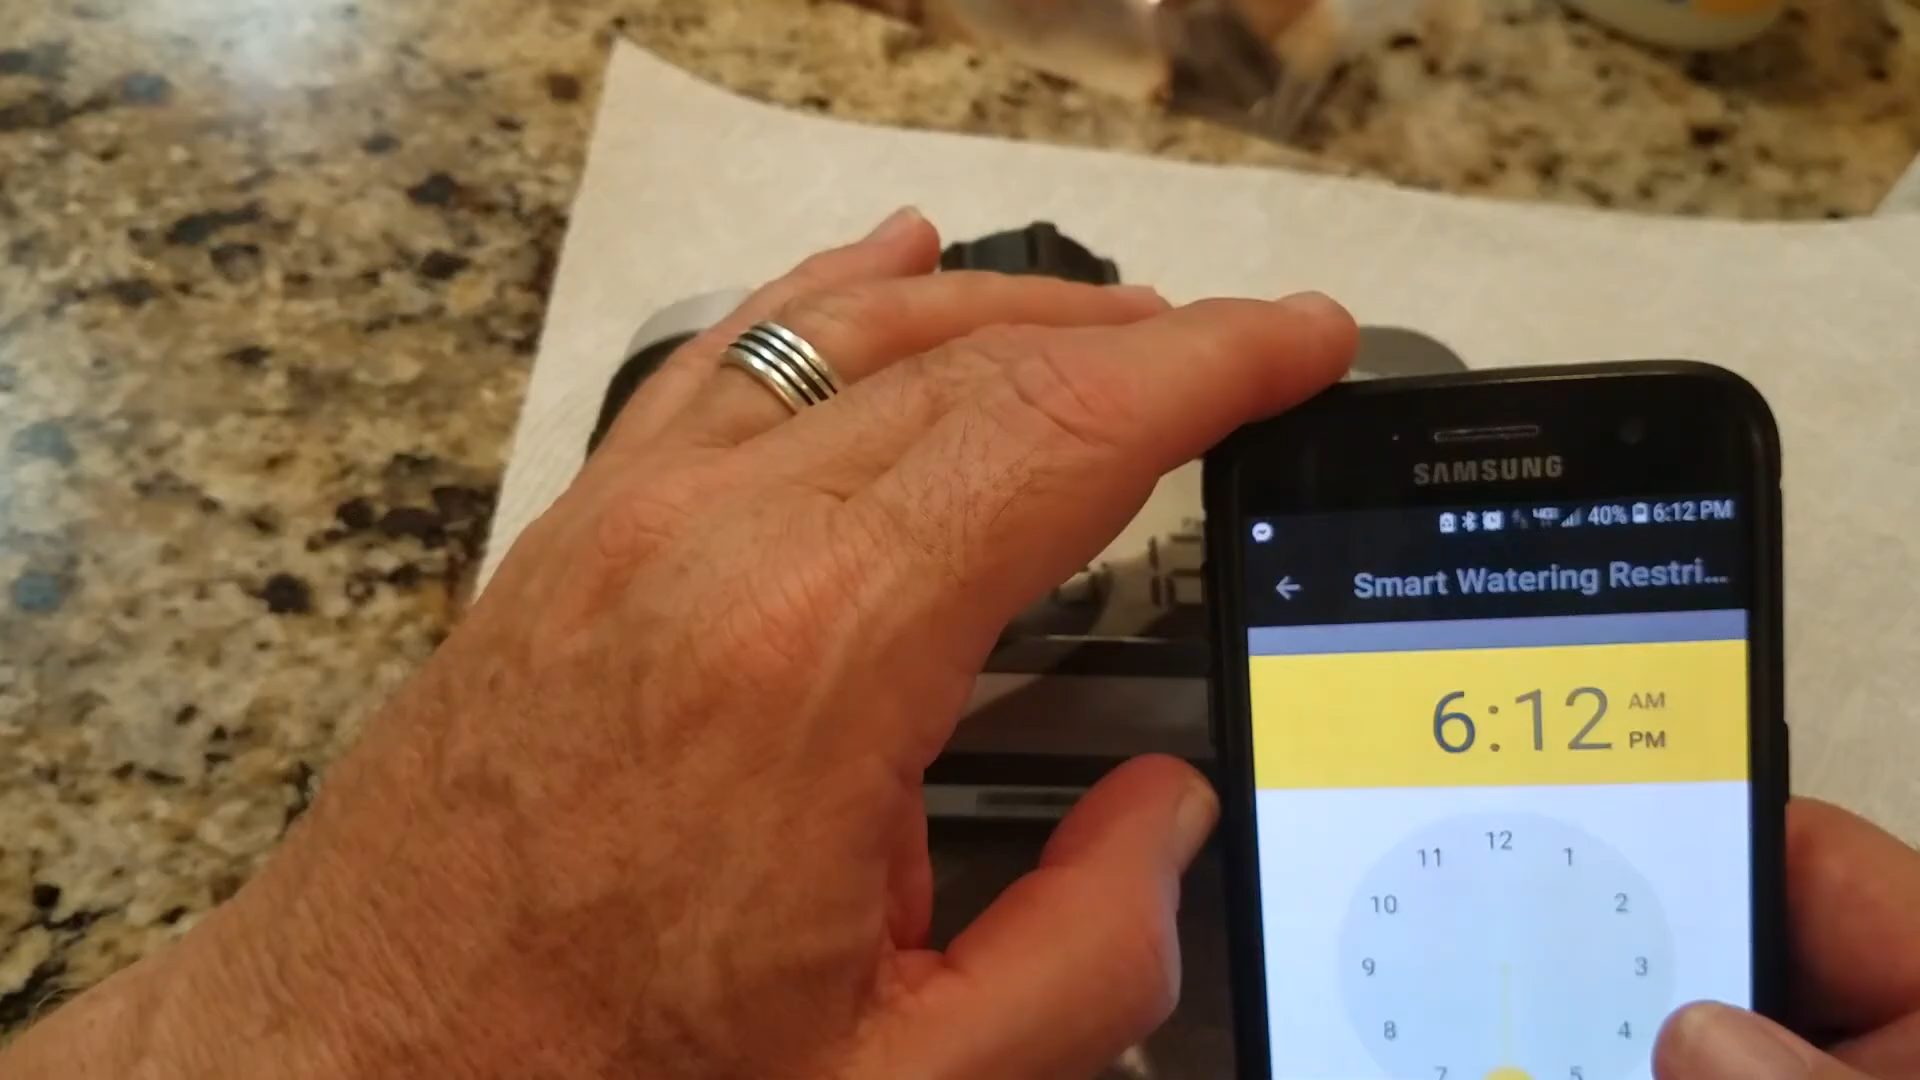 SAMSUNG
40% 6:12 PM
Smart Watering Restri...
6:12 AM
PM
12
11 1
10 2
9 3
8 4
7 5